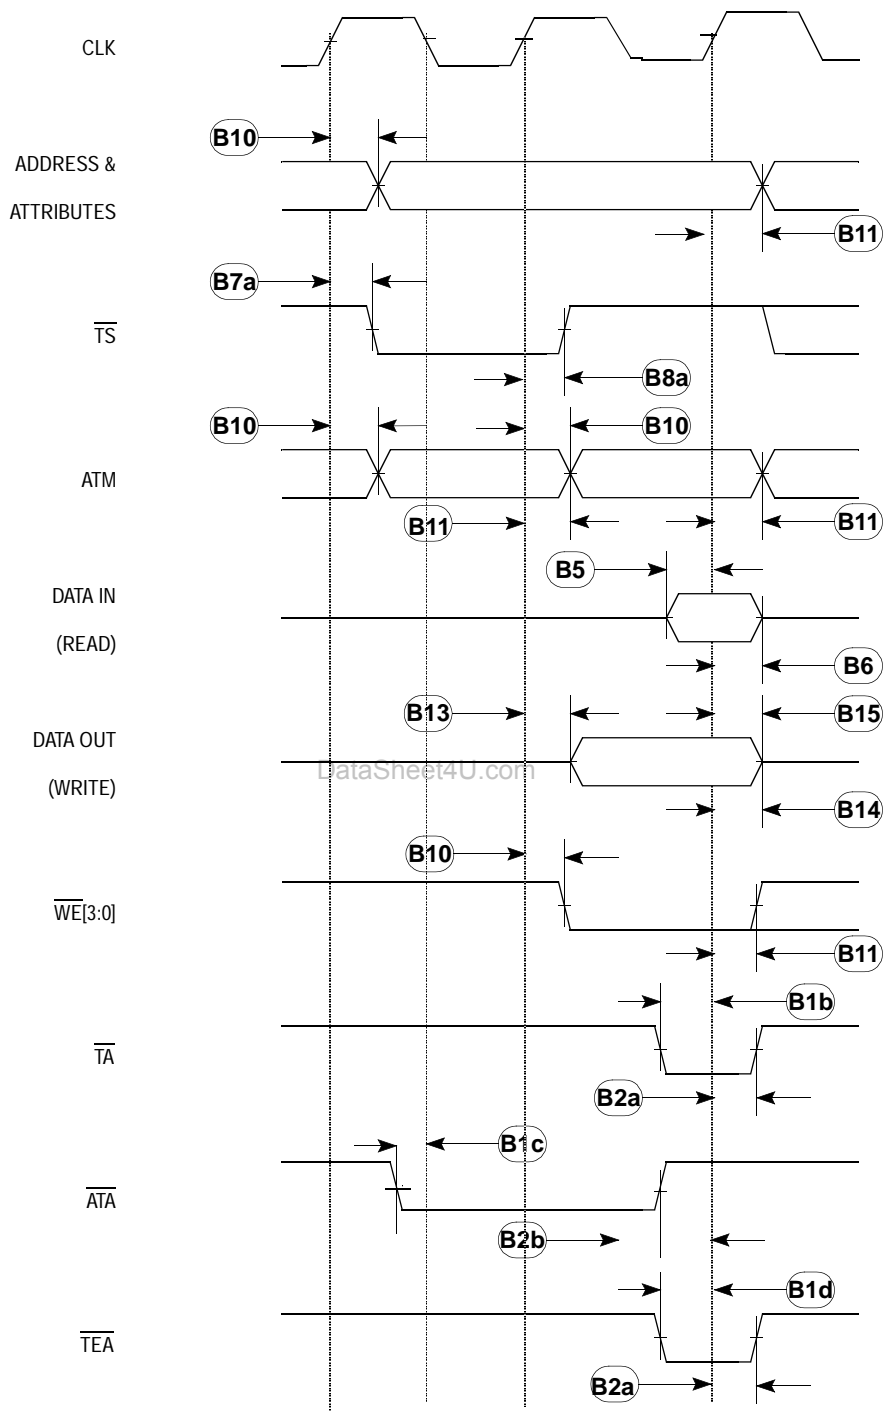 CLK
B10
ADDRESS &
ATTRIBUTES
B11
B7a
TS
B8a
B10
B10
ATM
B11
B11
B5
DATA IN
(READ)
B6
B13
B15
DATA OUT
(WRITE)
DataSheet4U.com
B14
B10
WE[3:0]
B11
B1b
TA
B2a
B1c
ATA
B2b
B1d
TEA
B2a